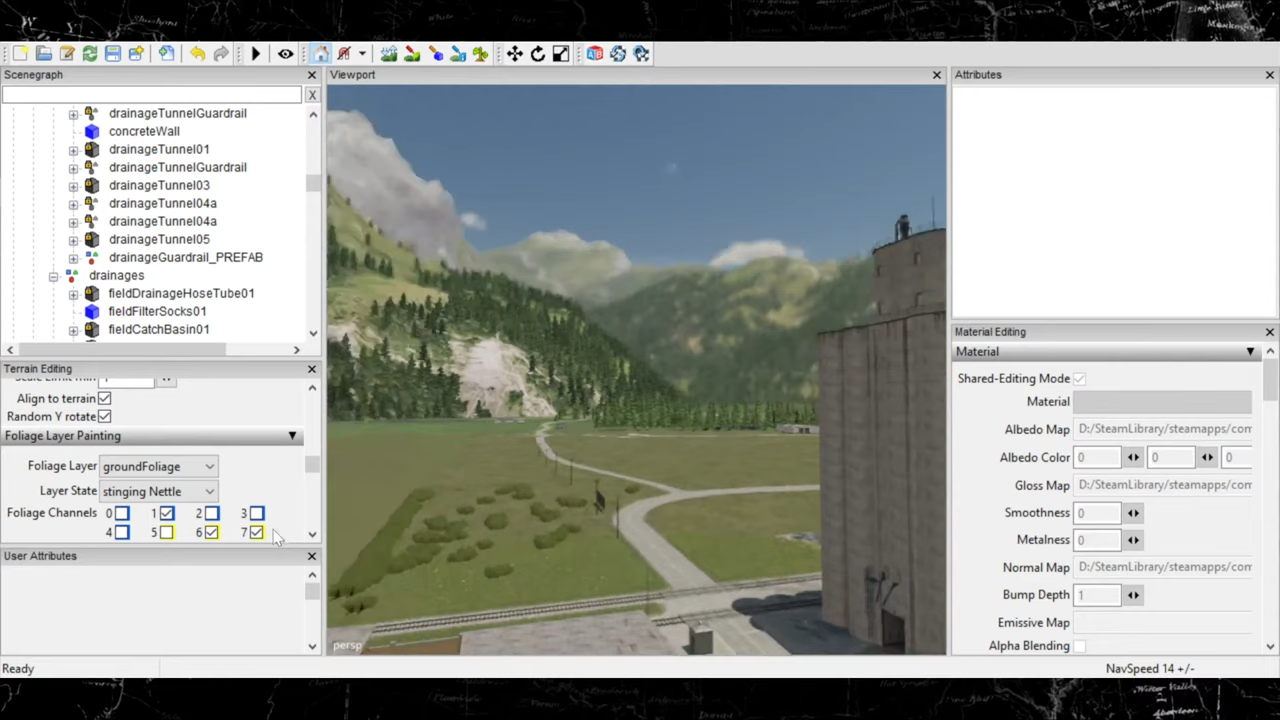 Scenegraph
X
drainageTunnelGuardrail
concreteWall
drainageTunnel01
drainageTunnelGuardrail
drainageTunnel03
drainageTunnel04a
drainageTunnel04a
drainageTunnel05
drainageGuardrail_PREFAB
drainages
fieldDrainageHoseTube01
fieldFilterSocks01
fieldCatchBasin01
Terrain Editing
Align to terrain
Random Y rotate
Foliage Layer Painting
Foliage Layer groundFoliage
Layer State stinging Nettle
Foliage Channels 0 1 2 3
4 5 6 7
User Attributes
Ready
Viewport
persp
Attributes
Material Editing
Material
Shared-Editing Mode
Material
Albedo Map D:/SteamLibrary/steamapps/com
Albedo Color 0 0 0
Gloss Map D:/SteamLibrary/steamapps/com
Smoothness 0
Metalness 0
Normal Map D:/SteamLibrary/steamapps/com
Bump Depth 1
Emissive Map
Alpha Blending
NavSpeed 14 +/-